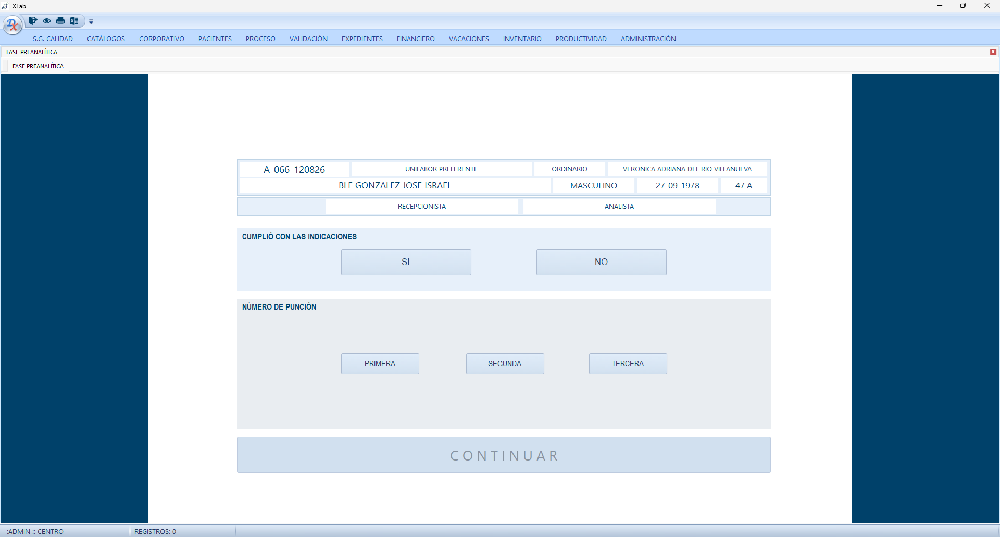 XLab
S.G. CALIDAD CATÁLOGOS CORPORATIVO PACIENTES PROCESO VALIDACIÓN EXPEDIENTES FINANCIERO VACACIONES INVENTARIO PRODUCTIVIDAD ADMINISTRACIÓN
FASE PREANALÍTICA
FASE PREANALÍTICA
A-066-120826 UNILABOR PREFERENTE ORDINARIO VERONICA ADRIANA DEL RIO VILLANUEVA
BLE GONZALEZ JOSE ISRAEL MASCULINO 27-09-1978 47 A
RECEPCIONISTA ANALISTA
CUMPLIÓ CON LAS INDICACIONES
SI NO
NÚMERO DE PUNCIÓN
PRIMERA SEGUNDA TERCERA
CONTINUAR
:ADMIN :: CENTRO REGISTROS: 0